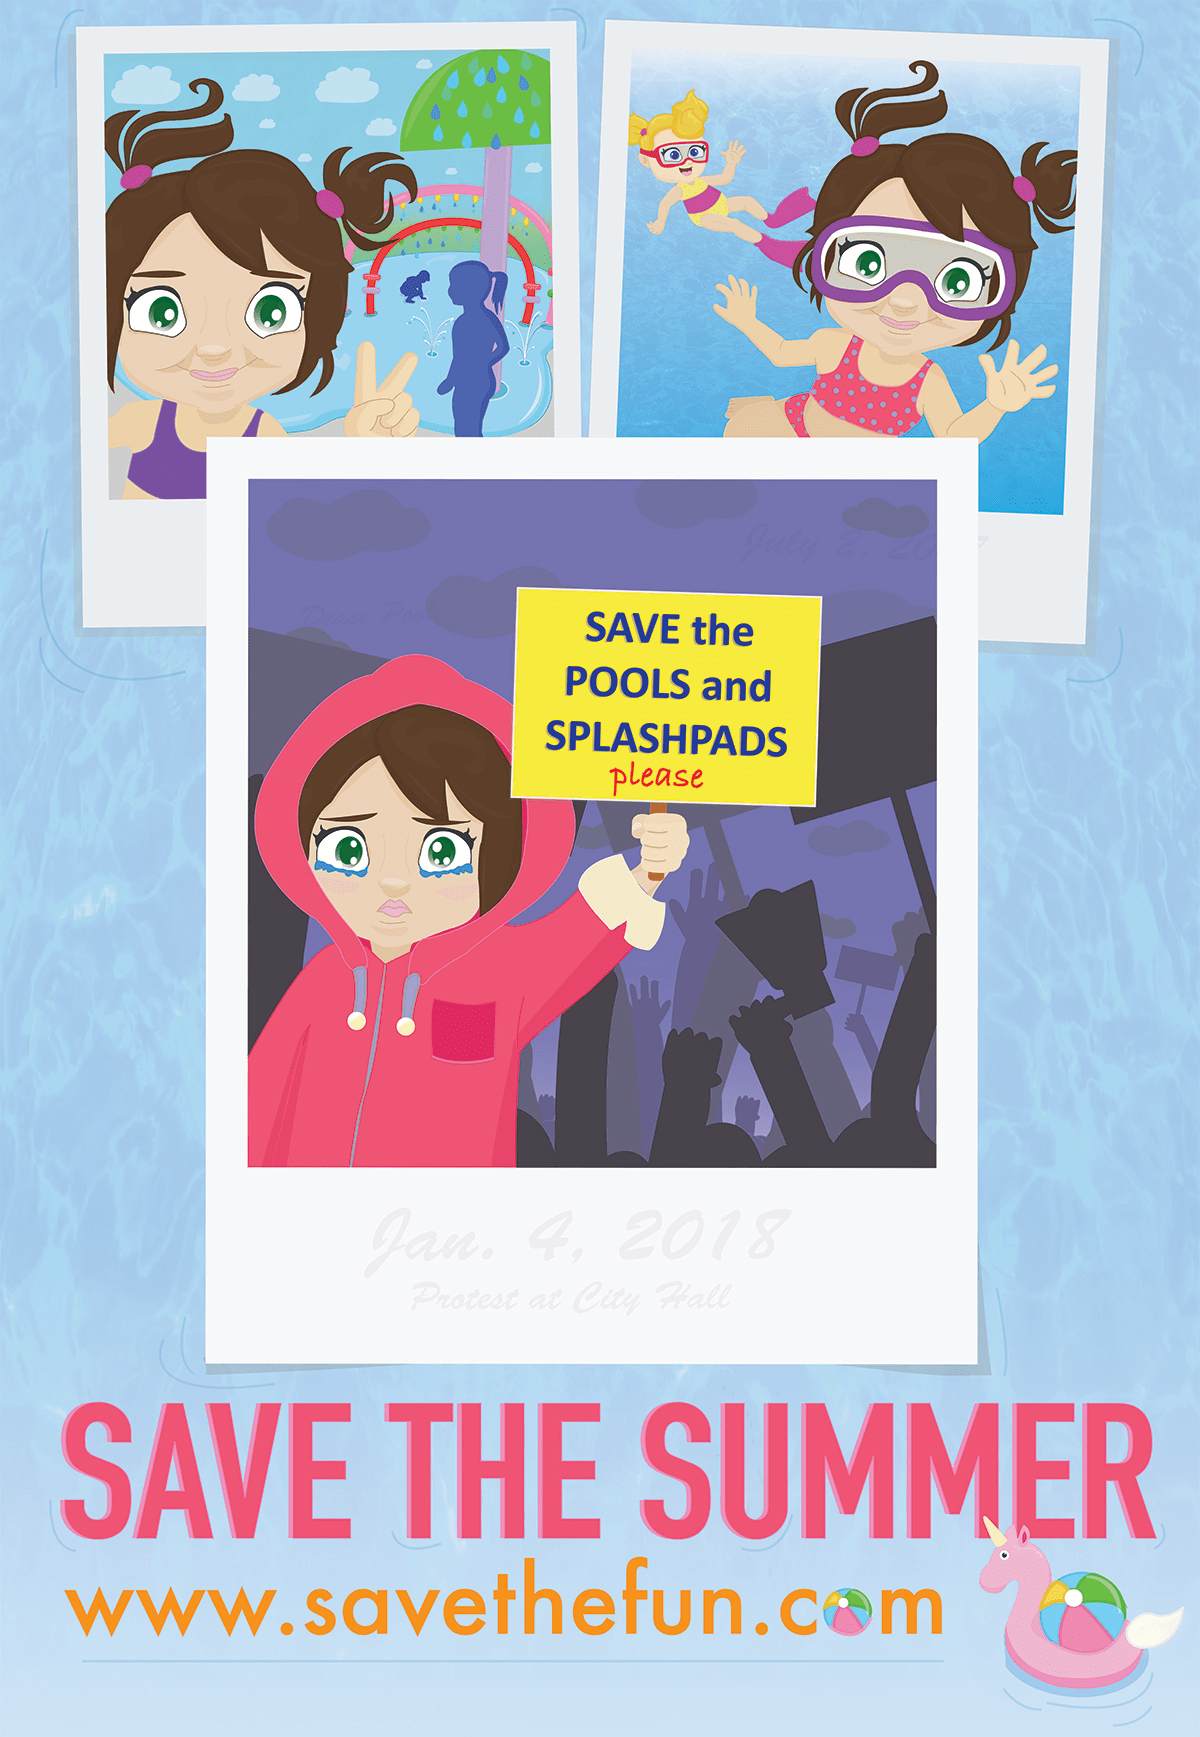 July 2, 20
SAVE the
POOLS and
SPLASHPADS
please
Jan. 4, 2018
Protest at City Hall
SAVE THE SUMMER
www.savethefun.com